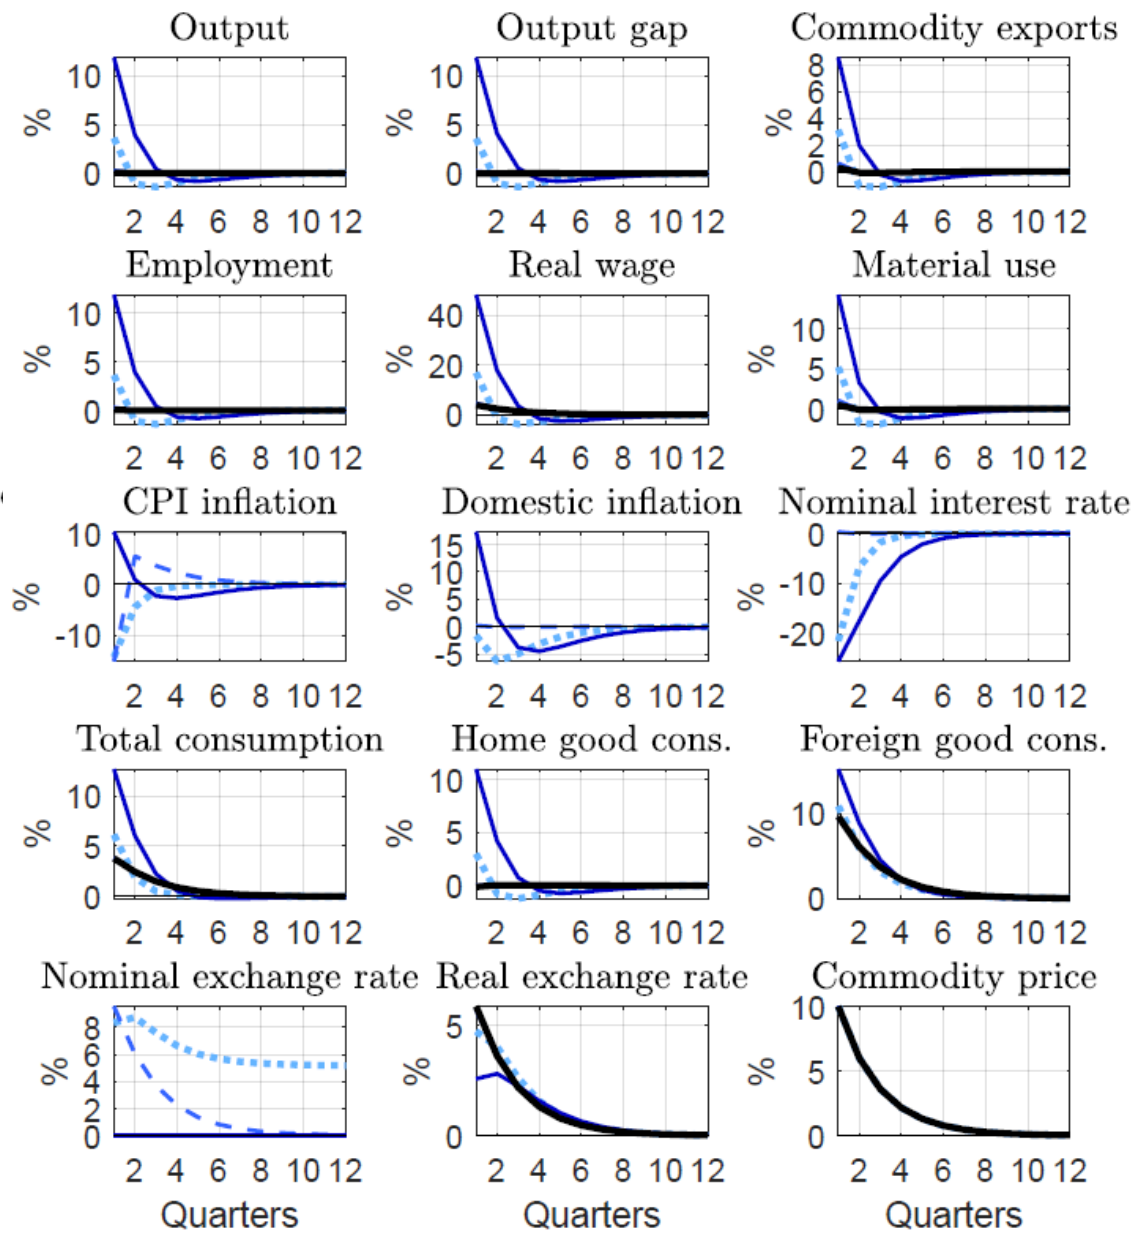 Output Output gap Commodity exports
% 10 5 0 % 10 5 0 % 8 6 4 2 0
2 4 6 8 10 12 2 4 6 8 10 12 2 4 6 8 10 12
Employment Real wage Material use
% 10 5 0 % 40 20 0 % 10 5 0
2 4 6 8 10 12 2 4 6 8 10 12 2 4 6 8 10 12
CPI inflation Domestic inflation Nominal interest rate
% 10 0 -10 % 15 10 5 0 -5 % 0 -10 -20
2 4 6 8 10 12 2 4 6 8 10 12 2 4 6 8 10 12
Total consumption Home good cons. Foreign good cons.
% 10 5 0 % 10 5 0 % 10 0
2 4 6 8 10 12 2 4 6 8 10 12 2 4 6 8 10 12
Nominal exchange rate Real exchange rate Commodity price
% 8 6 4 2 0 % 5 0 % 10 5 0
2 4 6 8 10 12 2 4 6 8 10 12 2 4 6 8 10 12
Quarters Quarters Quarters